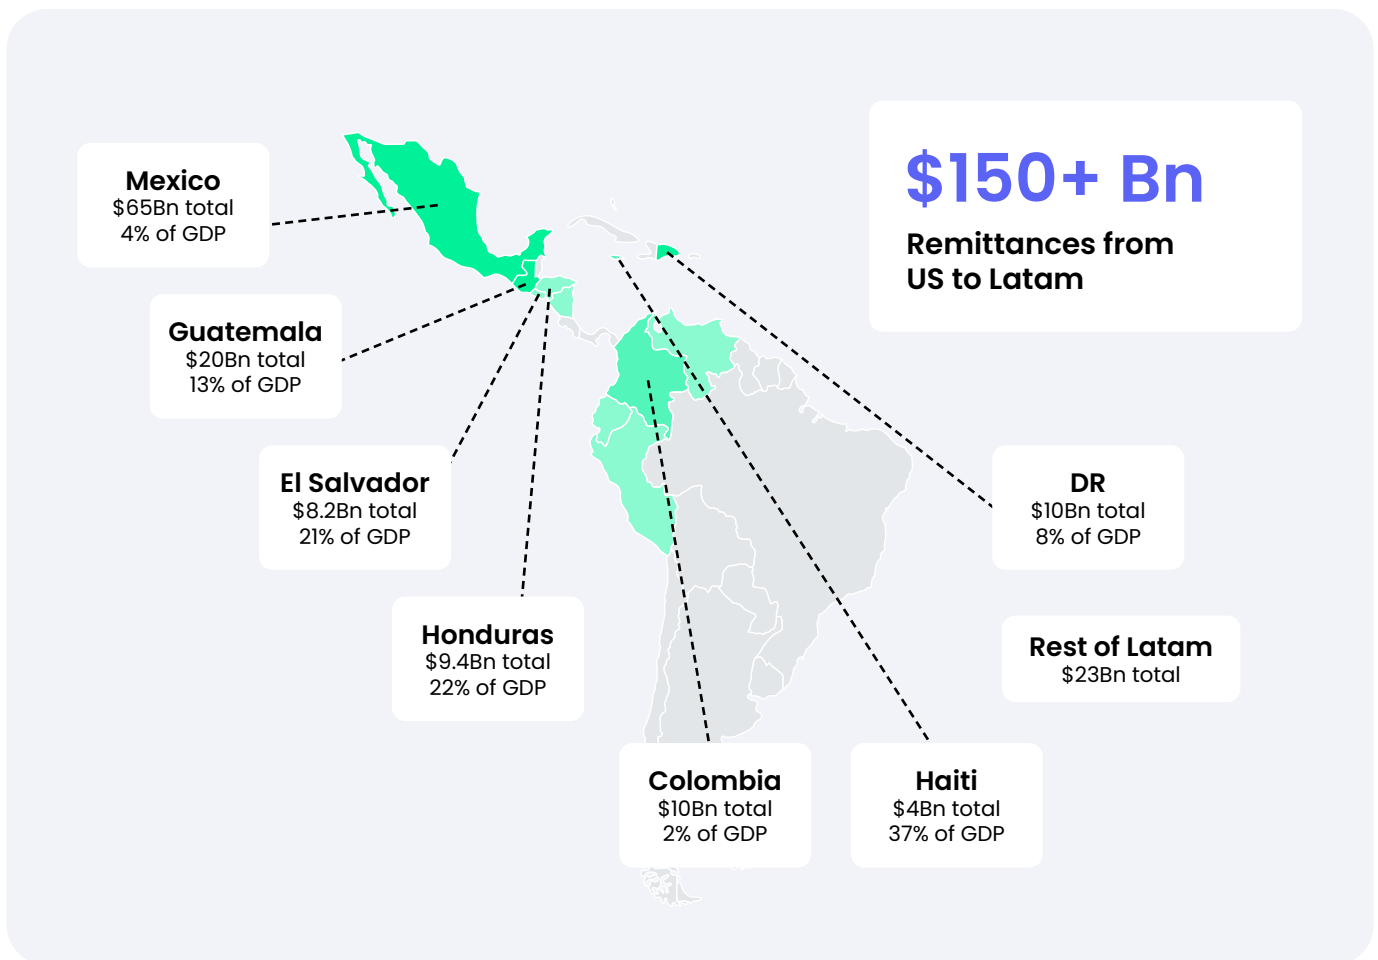 $150+ Bn
Remittances from
US to Latam
Mexico
$65Bn total
4% of GDP
Guatemala
$20Bn total
13% of GDP
El Salvador
$8.2Bn total
21% of GDP
Honduras
$9.4Bn total
22% of GDP
Colombia
$10Bn total
2% of GDP
Haiti
$4Bn total
37% of GDP
DR
$10Bn total
8% of GDP
Rest of Latam
$23Bn total